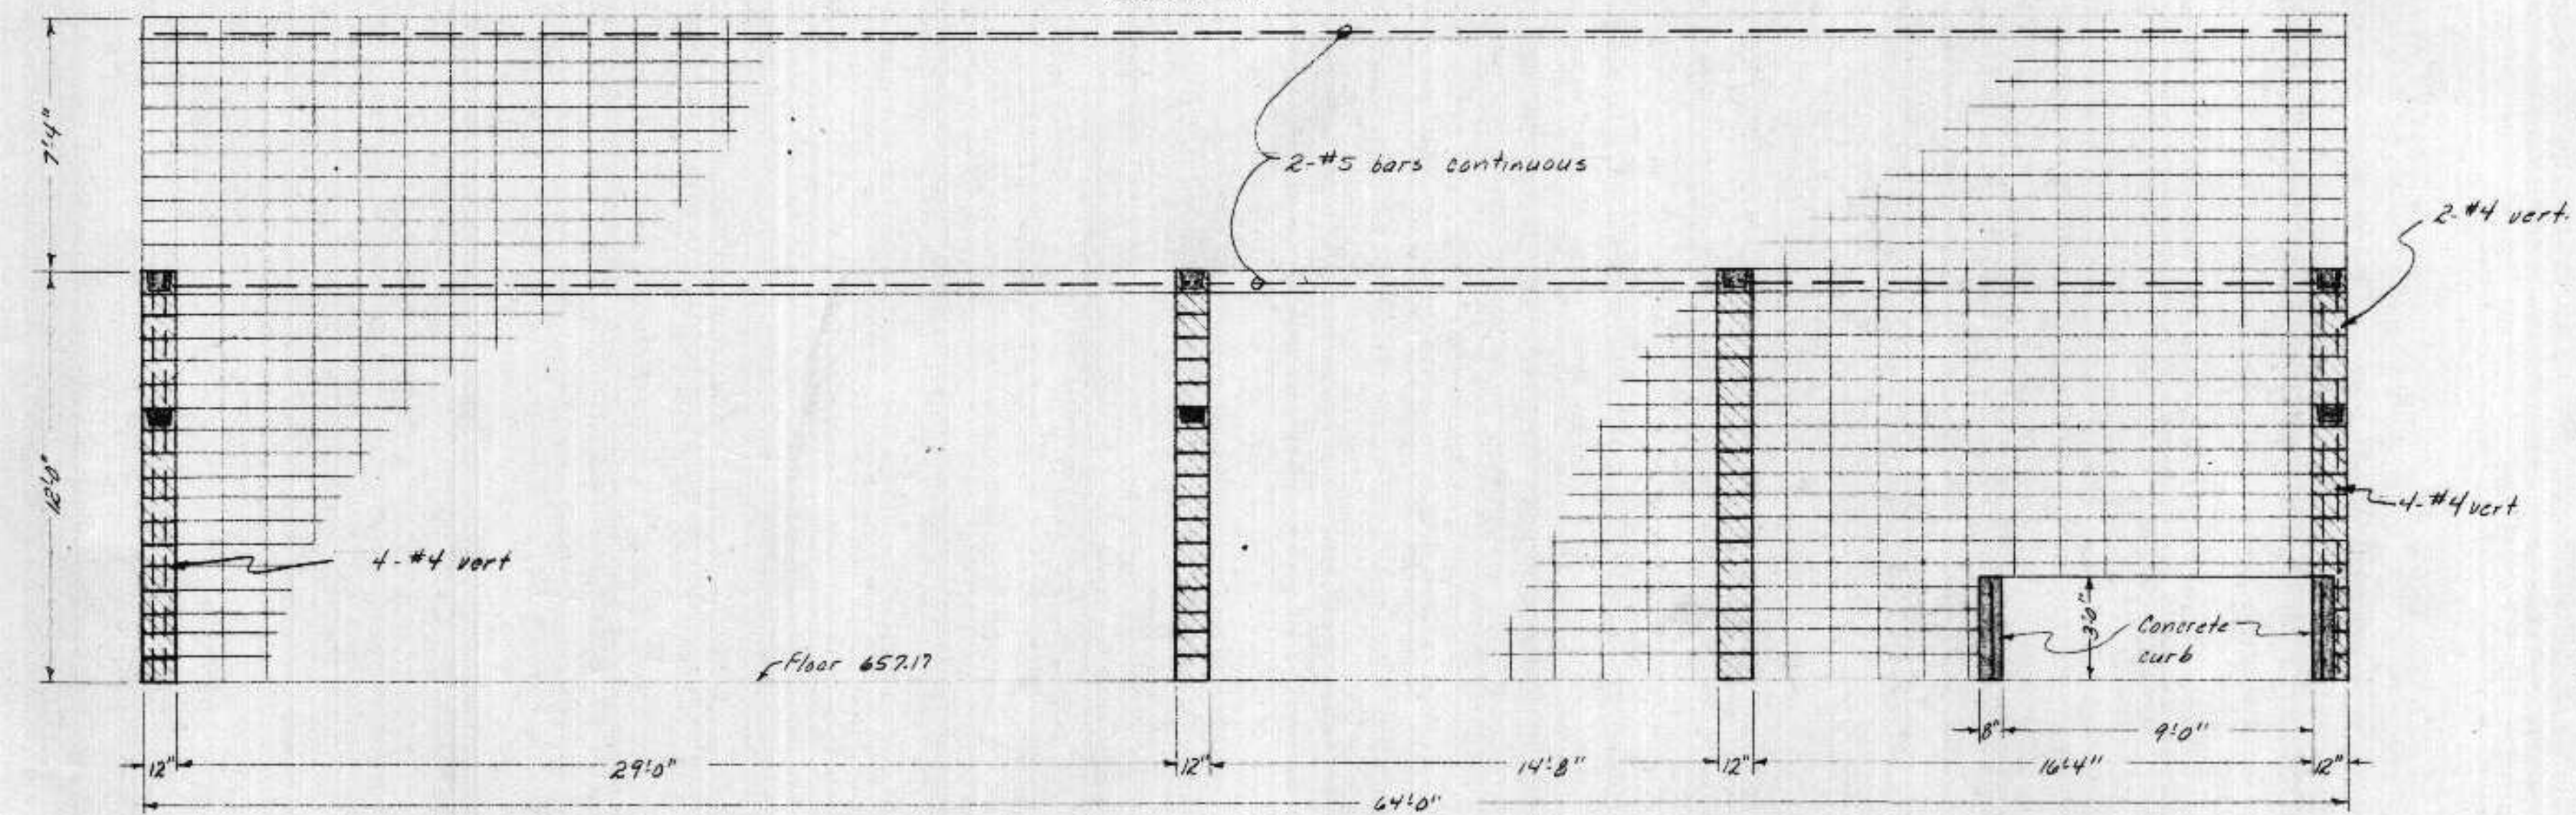 7'4"
2-#5 bars continuous
2-#4 vert.
12'0"
4-#4 vert
4-#4 vert
Floor 657.17
3'0"
Concrete
curb
8"
9'0"
12"
29'0"
12"
14'8"
12"
16'4"
12"
64'0"